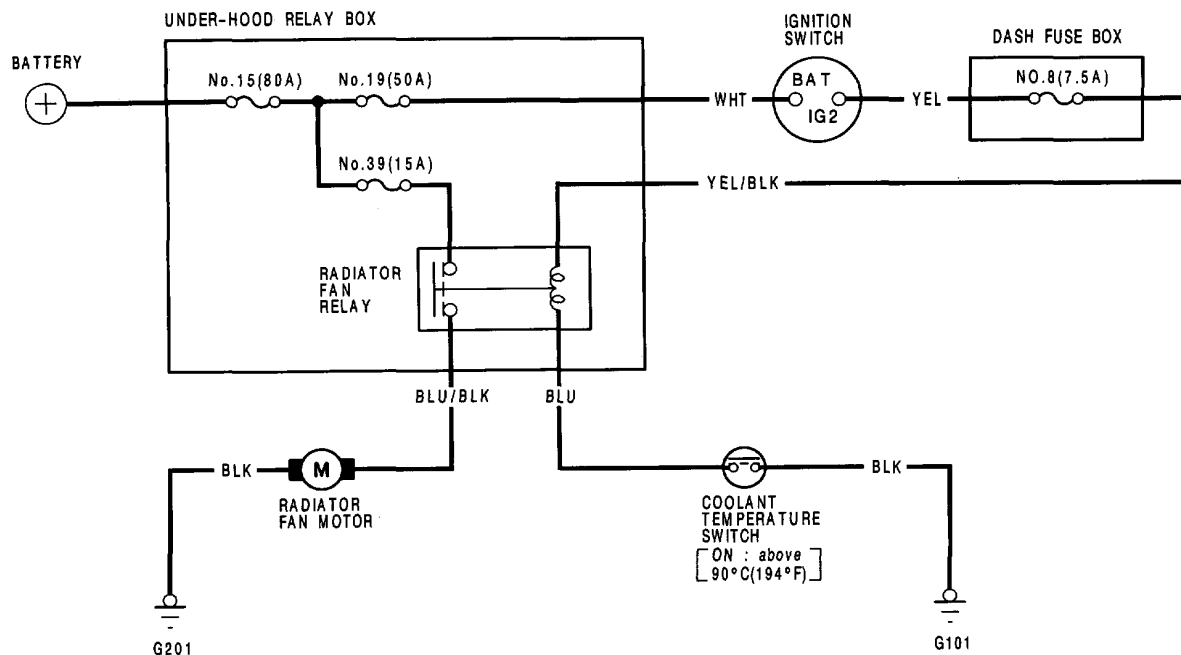 UNDER-HOOD RELAY BOX
IGNITION
SWITCH
DASH FUSE BOX
BATTERY
No.15(80A)
No.19(50A)
BAT
IG2
NO.8(7.5A)
WHT
YEL
No.39(15A)
YEL/BLK
RADIATOR
FAN
RELAY
BLU/BLK
BLU
BLK
M
RADIATOR
FAN MOTOR
BLK
COOLANT
TEMPERATURE
SWITCH
ON : above
90°C(194°F)
G201
G101